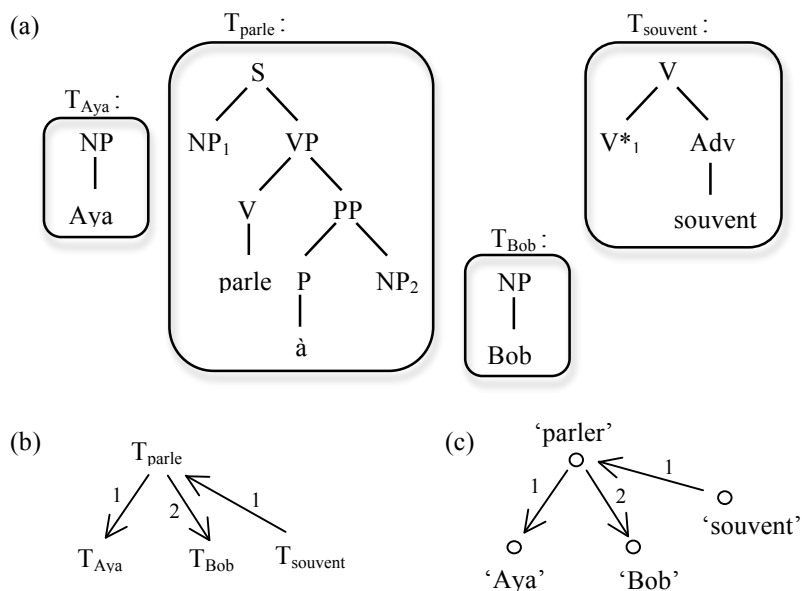 (a)
T_parle :
T_souvent :
T_Aya :
S
V
NP
NP₁ VP
V*₁ Adv
Aya
V PP
souvent
T_Bob :
parle P NP₂
NP
à
Bob
(b)
T_parle
1 2 1
T_Aya T_Bob T_souvent
(c)
‘parler’
1 2 1
‘souvent’
‘Aya’ ‘Bob’